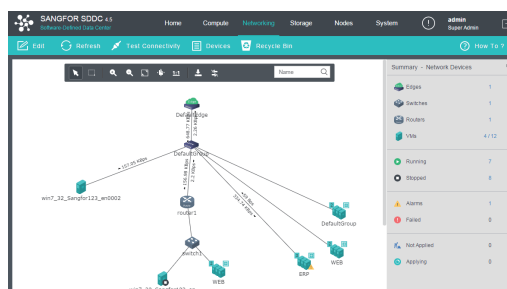 SANGFOR SDDC 4.5
Software Defined Data Center
Home
Compute
Networking
Storage
Nodes
System
admin
Super Admin
Edit
Refresh
Test Connectivity
Devices
Recycle Bin
How To ?
Name
Summary - Network Devices
Edges 1
Switches 1
Routers 1
VMs 4 / 12
Running 7
Stopped
Alarms 1
Failed 0
Not Applied 0
Applying 0
DefaultEdge
DefaultGroup
157.95 KBps
win7_32_Sangfor123_en0002
router1
switch1
DefaultGroup
WEB
ERP
WEB